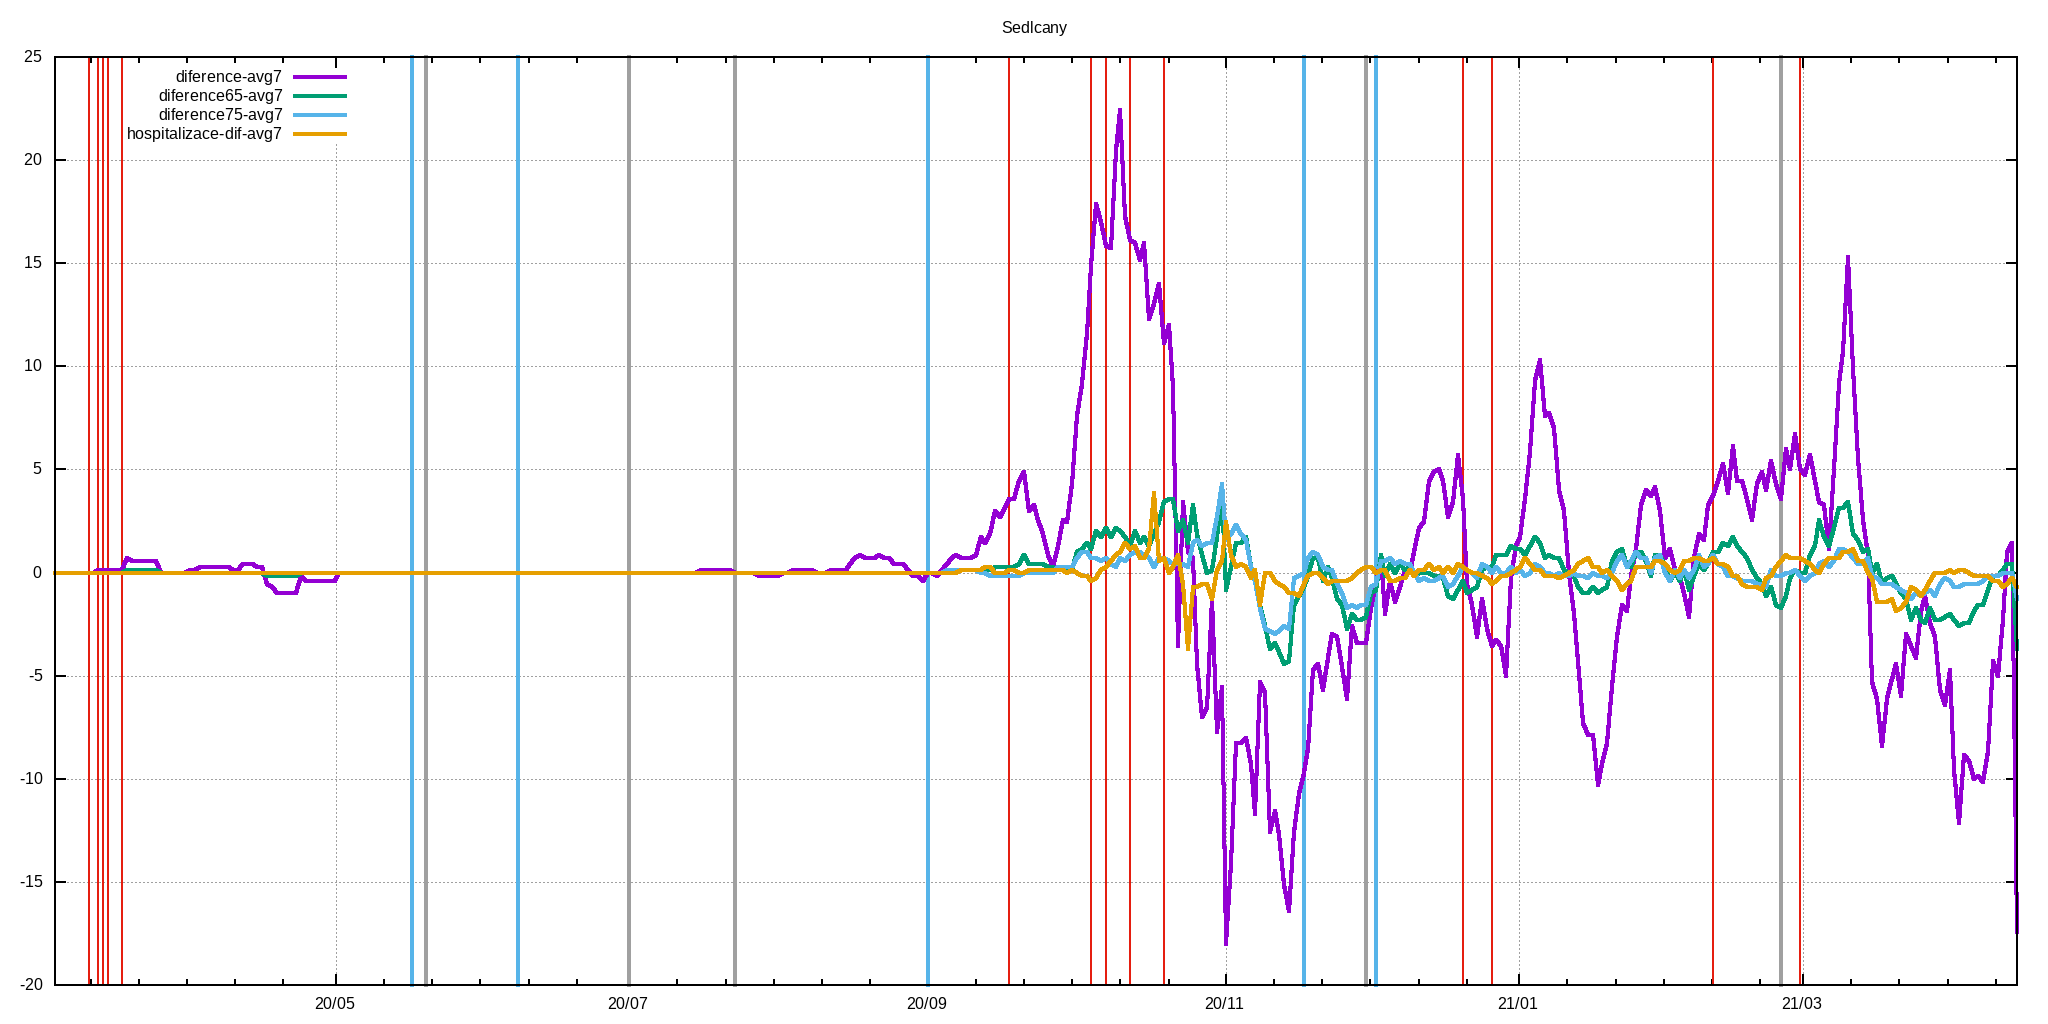 Sedlcany
25
diference-avg7
diference65-avg7
diference75-avg7
hospitalizace-dif-avg7
20
15
10
5
0
-5
-10
-15
-20
20/05 20/07 20/09 20/11 21/01 21/03